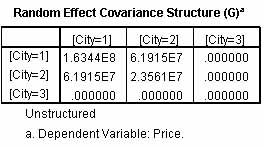 Random Effect Covariance Structure (G)a
[City=1] [City=2] [City=3]
[City=1] 1.6344E8 6.1915E7 .000000
[City=2] 6.1915E7 2.3561E7 .000000
[City=3] .000000 .000000 .000000
Unstructured
a. Dependent Variable: Price.